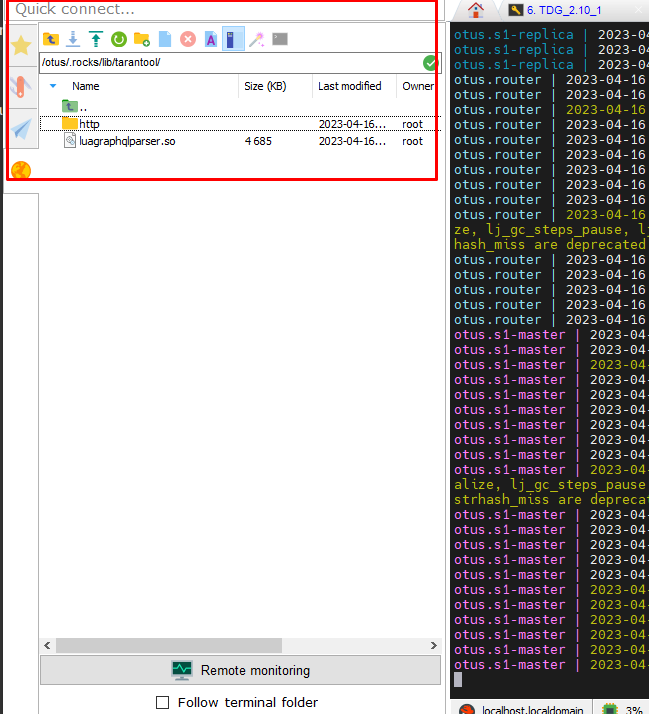 Quick connect...
/otus/.rocks/lib/tarantool/
Name Size (KB) Last modified Owner
..
http 2023-04-16... root
luagraphqlparser.so 4 685 2023-04-16... root
Remote monitoring
Follow terminal folder
6. TDG_2.10_1
otus.s1-replica | 2023-04
otus.s1-replica | 2023-04
otus.s1-replica | 2023-04
otus.router | 2023-04-16
otus.router | 2023-04-16
otus.router | 2023-04-16
otus.router | 2023-04-16
otus.router | 2023-04-16
otus.router | 2023-04-16
otus.router | 2023-04-16
otus.router | 2023-04-16
otus.router | 2023-04-16
otus.router | 2023-04-16
ze, lj_gc_steps_pause, lj
hash_miss are deprecated
otus.router | 2023-04-16
otus.router | 2023-04-16
otus.router | 2023-04-16
otus.router | 2023-04-16
otus.router | 2023-04-16
otus.s1-master | 2023-04-
otus.s1-master | 2023-04-
otus.s1-master | 2023-04-
otus.s1-master | 2023-04-
otus.s1-master | 2023-04-
otus.s1-master | 2023-04-
otus.s1-master | 2023-04-
otus.s1-master | 2023-04-
otus.s1-master | 2023-04-
otus.s1-master | 2023-04-
alize, lj_gc_steps_pause
strhash_miss are deprecat
otus.s1-master | 2023-04-
otus.s1-master | 2023-04-
otus.s1-master | 2023-04-
otus.s1-master | 2023-04-
otus.s1-master | 2023-04-
otus.s1-master | 2023-04-
otus.s1-master | 2023-04-
otus.s1-master | 2023-04-
otus.s1-master | 2023-04-
otus.s1-master | 2023-04-
otus.s1-master | 2023-04-
localhost.localdomain 3%